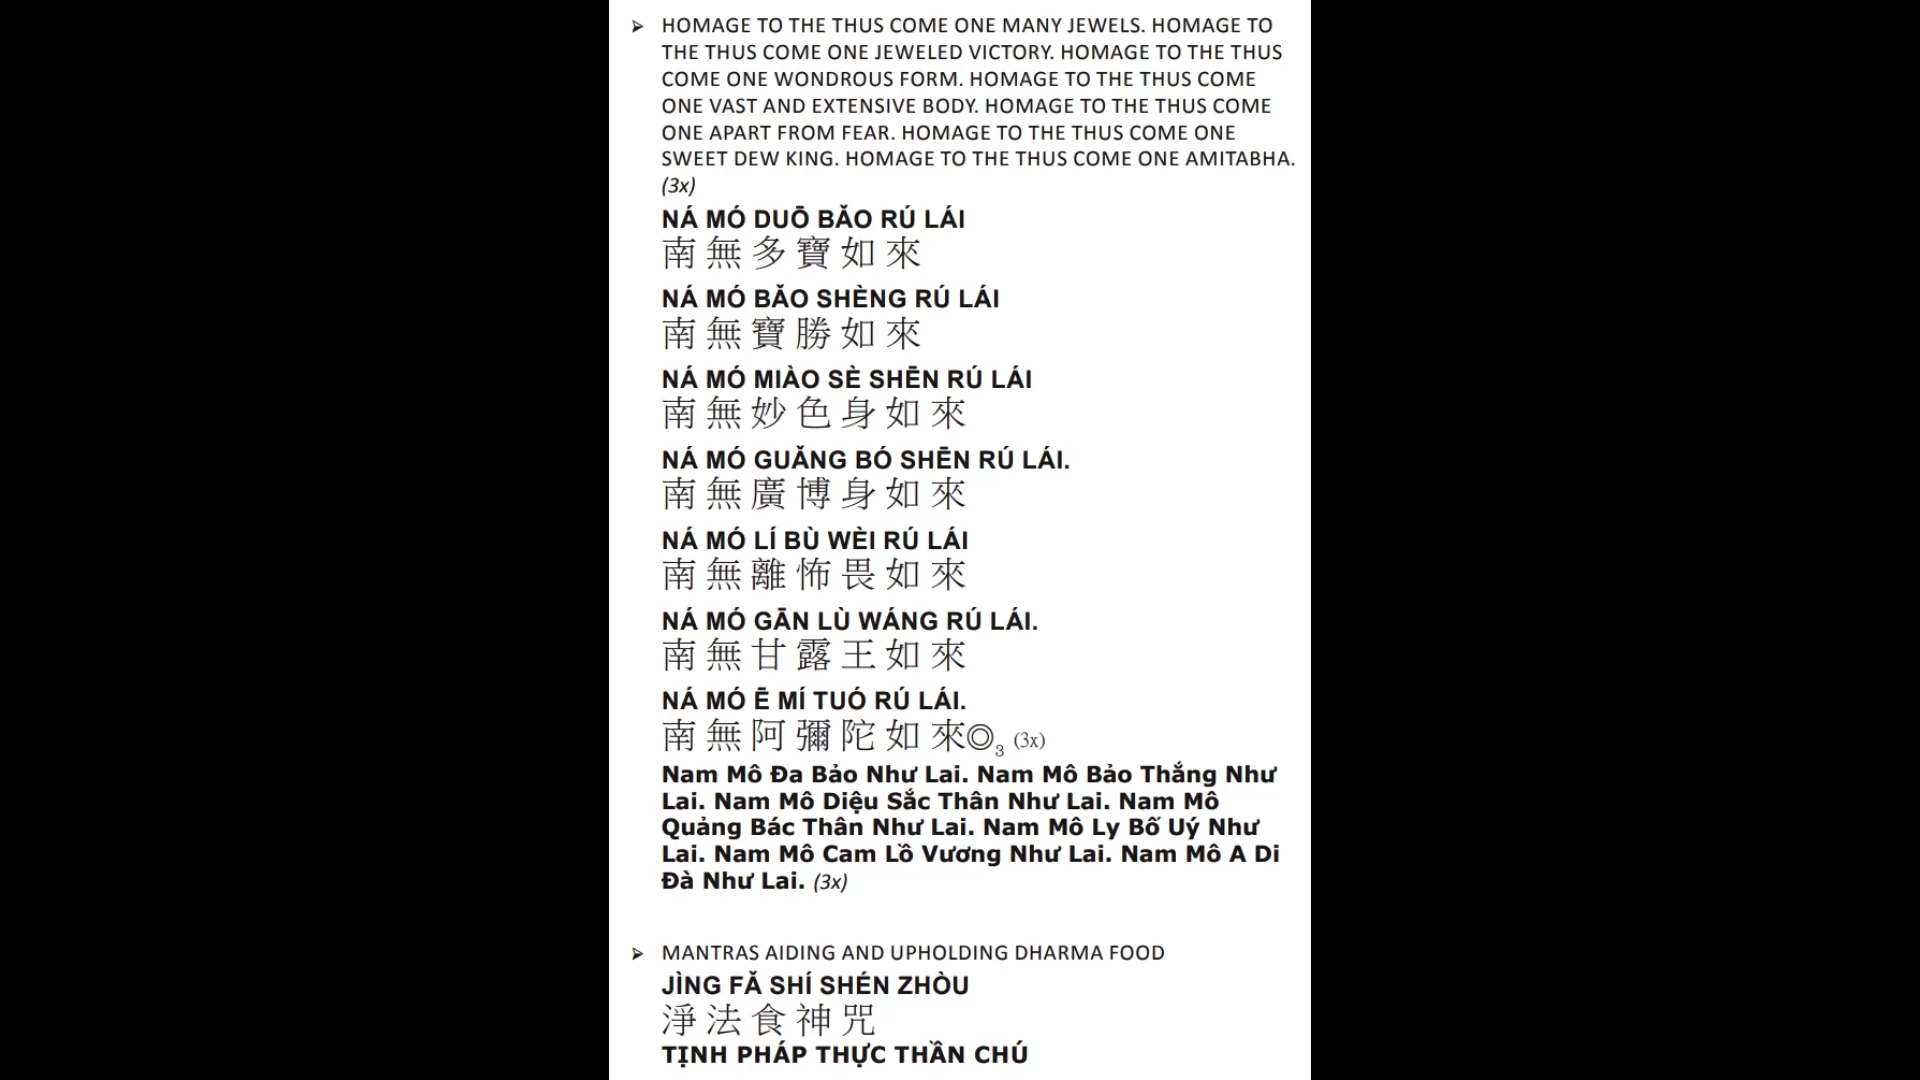 ➢ HOMAGE TO THE THUS COME ONE MANY JEWELS. HOMAGE TO
THE THUS COME ONE JEWELED VICTORY. HOMAGE TO THE THUS
COME ONE WONDROUS FORM. HOMAGE TO THE THUS COME
ONE VAST AND EXTENSIVE BODY. HOMAGE TO THE THUS COME
ONE APART FROM FEAR. HOMAGE TO THE THUS COME ONE
SWEET DEW KING. HOMAGE TO THE THUS COME ONE AMITABHA.
(3x)
NÁ MÓ DUŌ BǍO RÚ LÁI
南 無 多 寶 如 來
NÁ MÓ BǍO SHÈNG RÚ LÁI
南 無 寶 勝 如 來
NÁ MÓ MIÀO SÈ SHĒN RÚ LÁI
南 無 妙 色 身 如 來
NÁ MÓ GUǍNG BÓ SHĒN RÚ LÁI.
南 無 廣 博 身 如 來
NÁ MÓ LÍ BÙ WÈI RÚ LÁI
南 無 離 怖 畏 如 來
NÁ MÓ GĀN LÙ WÁNG RÚ LÁI.
南 無 甘 露 王 如 來
NÁ MÓ Ē MÍ TUÓ RÚ LÁI.
南 無 阿 彌 陀 如 來◎3 (3x)
Nam Mô Đa Bảo Như Lai. Nam Mô Bảo Thắng Như
Lai. Nam Mô Diệu Sắc Thân Như Lai. Nam Mô
Quảng Bác Thân Như Lai. Nam Mô Ly Bố Uý Như
Lai. Nam Mô Cam Lồ Vương Như Lai. Nam Mô A Di
Đà Như Lai. (3x)
➢ MANTRAS AIDING AND UPHOLDING DHARMA FOOD
JÌNG FǍ SHÍ SHÉN ZHÒU
淨 法 食 神 咒
TỊNH PHÁP THỰC THẦN CHÚ